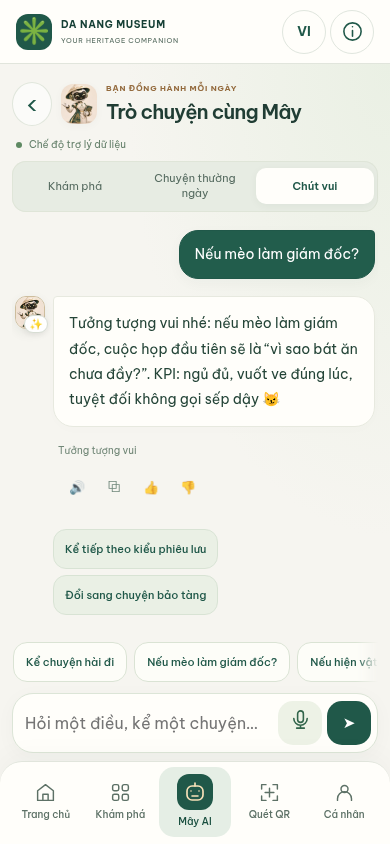 DA NANG MUSEUM
YOUR HERITAGE COMPANION
VI
BẠN ĐỒNG HÀNH MỖI NGÀY
Trò chuyện cùng Mây
Chế độ trợ lý dữ liệu
Khám phá
Chuyện thường
ngày
Chút vui
Nếu mèo làm giám đốc?
Tưởng tượng vui nhé: nếu mèo làm giám
đốc, cuộc họp đầu tiên sẽ là “vì sao bát ăn
chưa đầy?”. KPI: ngủ đủ, vuốt ve đúng lúc,
tuyệt đối không gọi sếp dậy 😼
Tưởng tượng vui
Kể tiếp theo kiểu phiêu lưu
Đổi sang chuyện bảo tàng
Kể chuyện hài đi
Nếu mèo làm giám đốc?
Nếu hiện vật
Hỏi một điều, kể một chuyện...
Trang chủ
Khám phá
Mây AI
Quét QR
Cá nhân